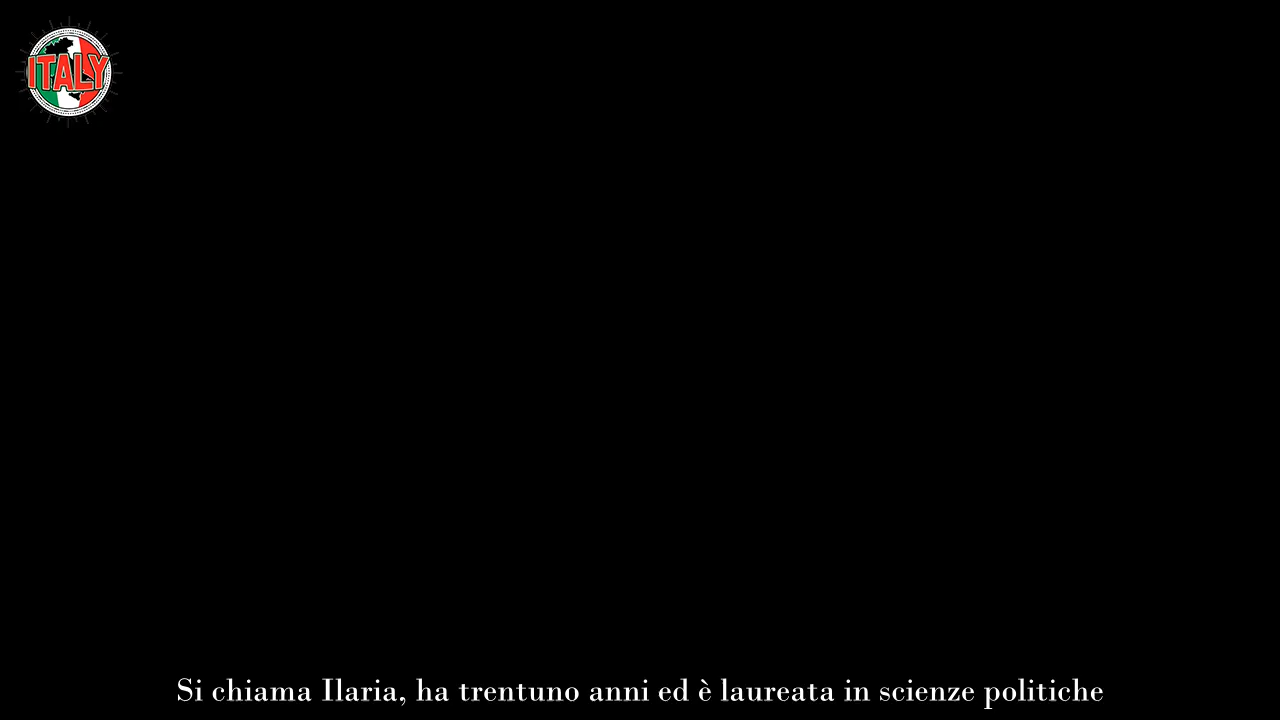 ITALY
Si chiama Ilaria, ha trentuno anni ed è laureata in scienze politiche